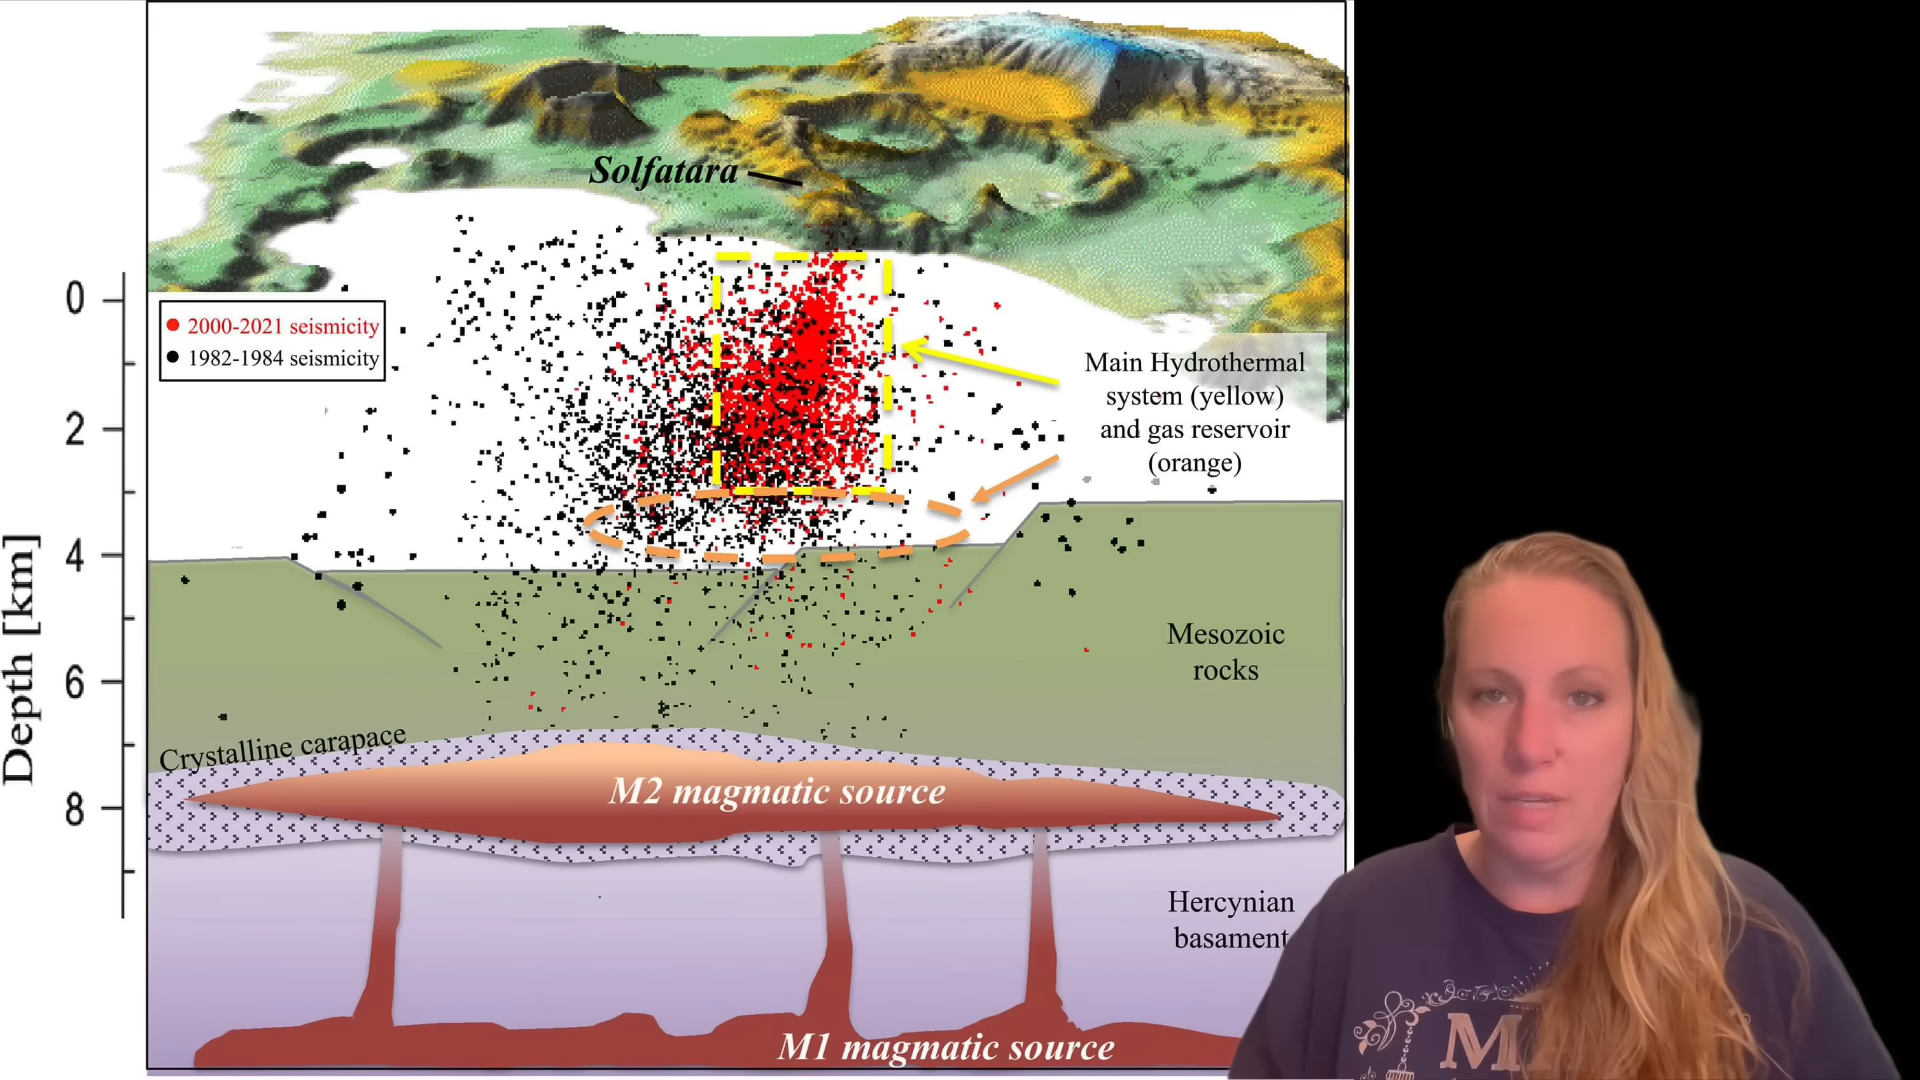 Solfatara
0
2
4
6
8
Depth [km]
2000-2021 seismicity
1982-1984 seismicity
Main Hydrothermal
system (yellow)
and gas reservoir
(orange)
Mesozoic
rocks
Crystalline carapace
M2 magmatic source
Hercynian
basament
M1 magmatic source